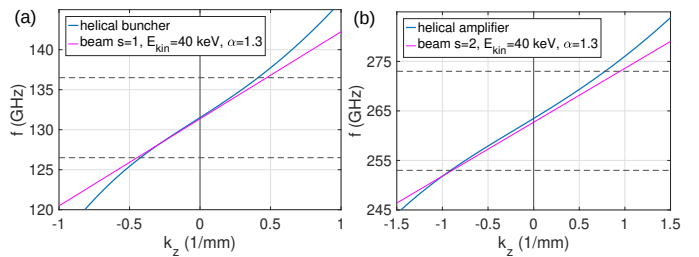 (a)
helical buncher
beam s=1, E_kin=40 keV, α=1.3
f (GHz)
140
135
130
125
120
-1
-0.5
0
0.5
1
k_z (1/mm)
(b)
helical amplifier
beam s=2, E_kin=40 keV, α=1.3
f (GHz)
275
265
255
245
-1.5
-1
-0.5
0
0.5
1
1.5
k_z (1/mm)